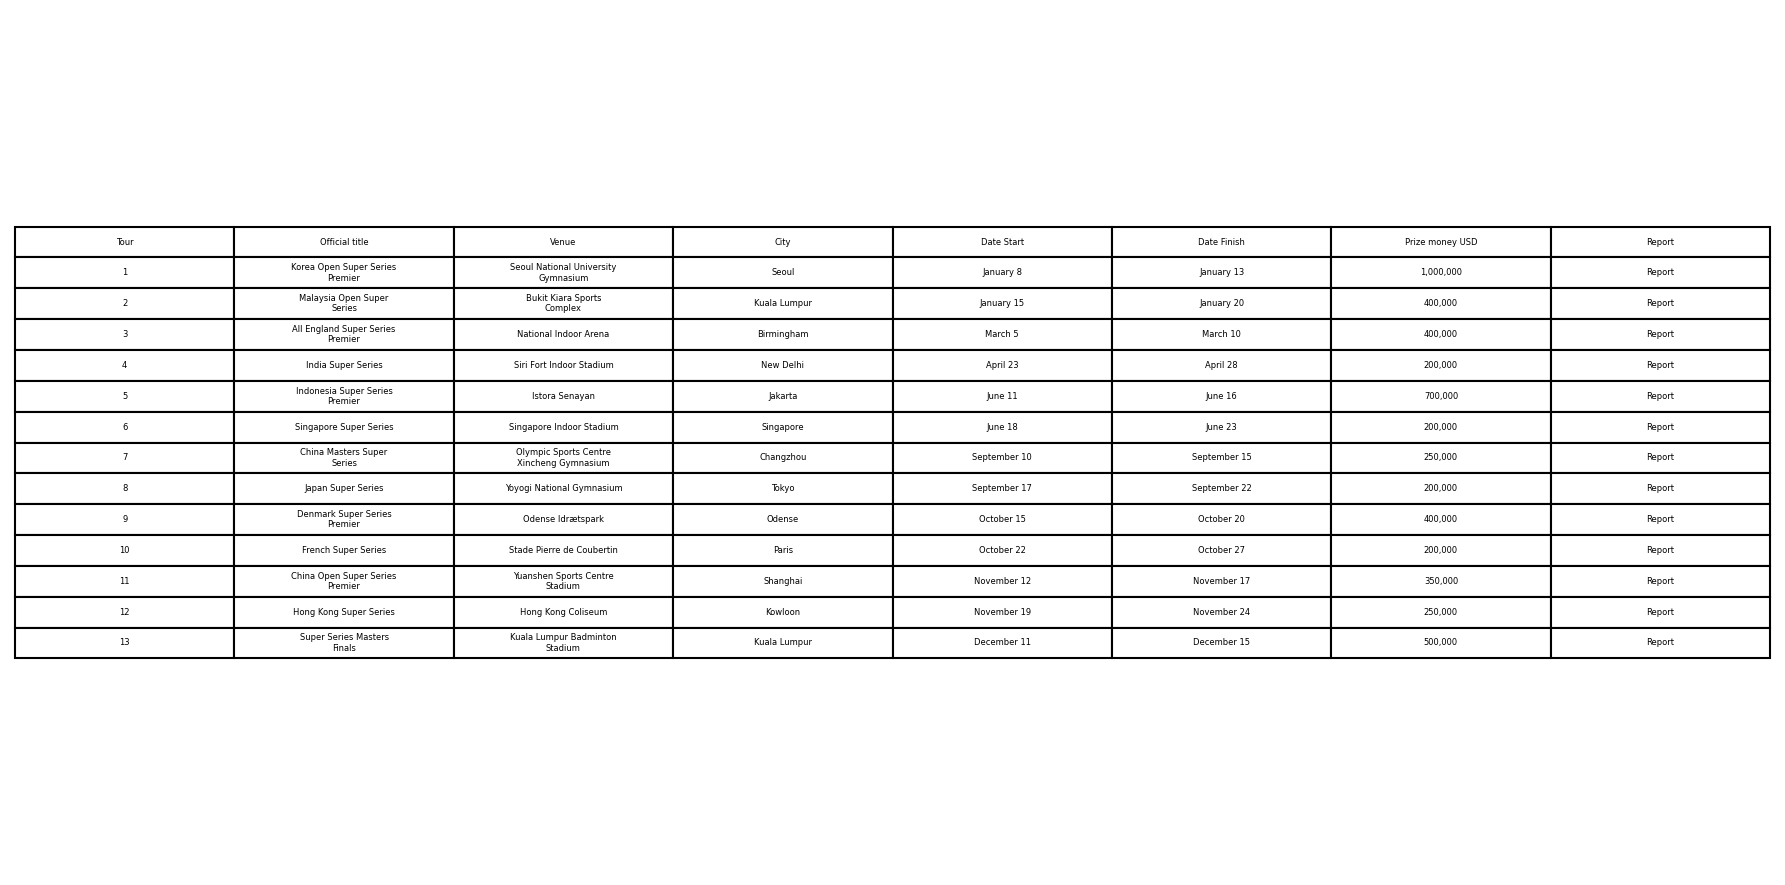 Tour Official title Venue City Date Start Date Finish Prize money USD Report
1 Korea Open Super Series Premier Seoul National University Gymnasium Seoul January 8 January 13 1,000,000 Report
2 Malaysia Open Super Series Bukit Kiara Sports Complex Kuala Lumpur January 15 January 20 400,000 Report
3 All England Super Series Premier National Indoor Arena Birmingham March 5 March 10 400,000 Report
4 India Super Series Siri Fort Indoor Stadium New Delhi April 23 April 28 200,000 Report
5 Indonesia Super Series Premier Istora Senayan Jakarta June 11 June 16 700,000 Report
6 Singapore Super Series Singapore Indoor Stadium Singapore June 18 June 23 200,000 Report
7 China Masters Super Series Olympic Sports Centre Xincheng Gymnasium Changzhou September 10 September 15 250,000 Report
8 Japan Super Series Yoyogi National Gymnasium Tokyo September 17 September 22 200,000 Report
9 Denmark Super Series Premier Odense Idrætspark Odense October 15 October 20 400,000 Report
10 French Super Series Stade Pierre de Coubertin Paris October 22 October 27 200,000 Report
11 China Open Super Series Premier Yuanshen Sports Centre Stadium Shanghai November 12 November 17 350,000 Report
12 Hong Kong Super Series Hong Kong Coliseum Kowloon November 19 November 24 250,000 Report
13 Super Series Masters Finals Kuala Lumpur Badminton Stadium Kuala Lumpur December 11 December 15 500,000 Report